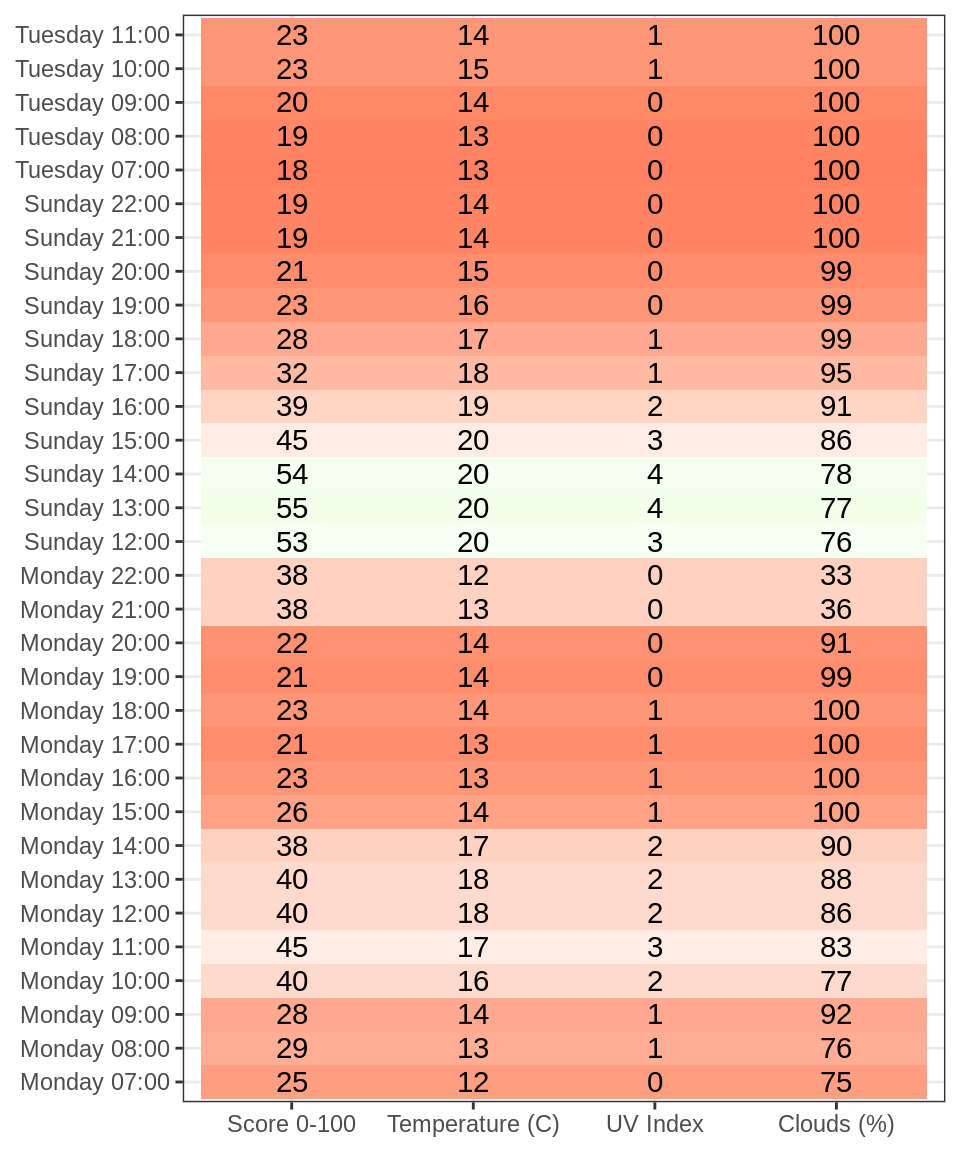 Tuesday 11:00 23 14 1 100
Tuesday 10:00 23 15 1 100
Tuesday 09:00 20 14 0 100
Tuesday 08:00 19 13 0 100
Tuesday 07:00 18 13 0 100
Sunday 22:00 19 14 0 100
Sunday 21:00 19 14 0 100
Sunday 20:00 21 15 0 99
Sunday 19:00 23 16 0 99
Sunday 18:00 28 17 1 99
Sunday 17:00 32 18 1 95
Sunday 16:00 39 19 2 91
Sunday 15:00 45 20 3 86
Sunday 14:00 54 20 4 78
Sunday 13:00 55 20 4 77
Sunday 12:00 53 20 3 76
Monday 22:00 38 12 0 33
Monday 21:00 38 13 0 36
Monday 20:00 22 14 0 91
Monday 19:00 21 14 0 99
Monday 18:00 23 14 1 100
Monday 17:00 21 13 1 100
Monday 16:00 23 13 1 100
Monday 15:00 26 14 1 100
Monday 14:00 38 17 2 90
Monday 13:00 40 18 2 88
Monday 12:00 40 18 2 86
Monday 11:00 45 17 3 83
Monday 10:00 40 16 2 77
Monday 09:00 28 14 1 92
Monday 08:00 29 13 1 76
Monday 07:00 25 12 0 75
Score 0-100 Temperature (C) UV Index Clouds (%)